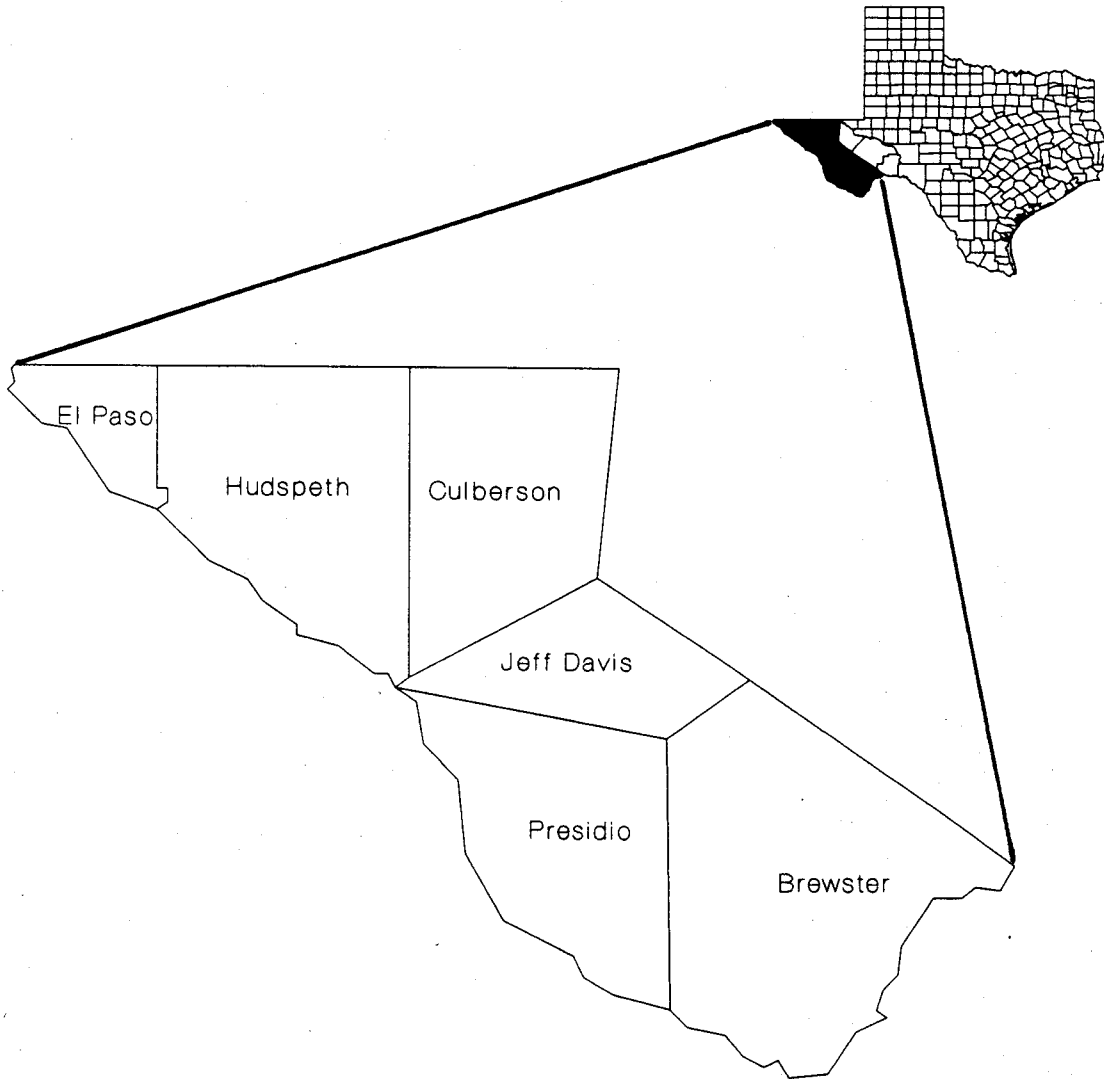 El Paso
Hudspeth
Culberson
Jeff Davis
Presidio
Brewster